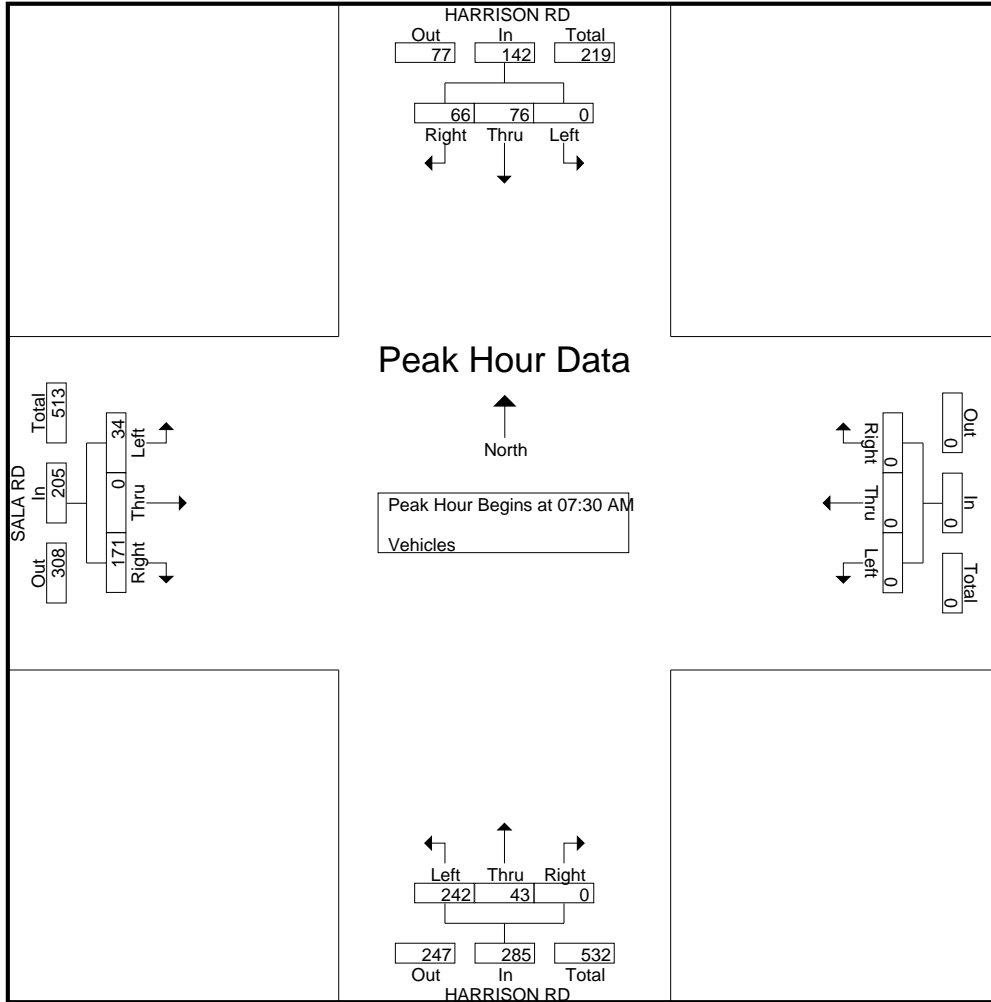 HARRISON RD
Out In Total
77 142 219
66 76 0
Right Thru Left
Peak Hour Data
North
Peak Hour Begins at 07:30 AM
Vehicles
SALA RD
Out In Total
308 205 513
171 0 34
Right Thru Left
Out In Total
0 0 0
0 0 0
Right Thru Left
Left Thru Right
242 43 0
247 285 532
Out In Total
HARRISON RD